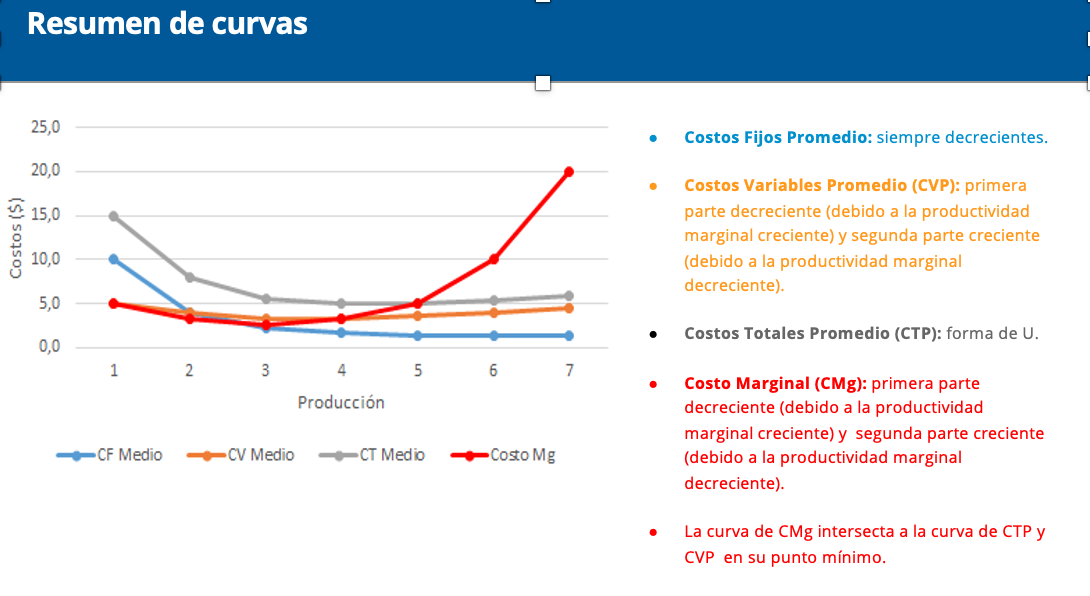 Resumen de curvas
25,0
20,0
15,0
10,0
5,0
0,0
Costos ($)
1 2 3 4 5 6 7
Producción
CF Medio CV Medio CT Medio Costo Mg
• Costos Fijos Promedio: siempre decrecientes.
• Costos Variables Promedio (CVP): primera
parte decreciente (debido a la productividad
marginal creciente) y segunda parte creciente
(debido a la productividad marginal
decreciente).
• Costos Totales Promedio (CTP): forma de U.
• Costo Marginal (CMg): primera parte
decreciente (debido a la productividad
marginal creciente) y segunda parte creciente
(debido a la productividad marginal
decreciente).
• La curva de CMg intersecta a la curva de CTP y
CVP en su punto mínimo.